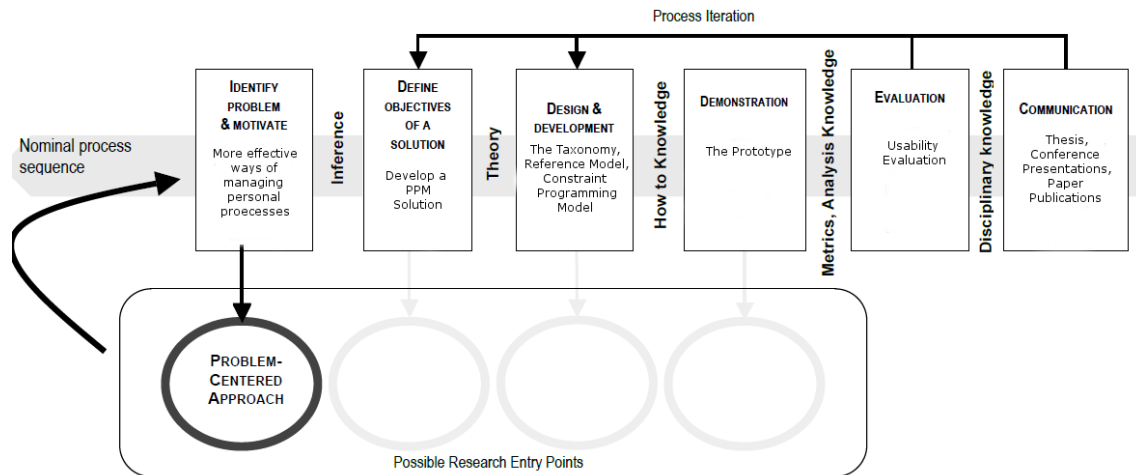 Process Iteration
Nominal process
sequence
IDENTIFY
PROBLEM
& MOTIVATE
More effective
ways of
managing
personal
proecesses
Inference
DEFINE
OBJECTIVES
OF A
SOLUTION
Develop a
PPM
Solution
Theory
DESIGN &
DEVELOPMENT
The Taxonomy,
Reference Model,
Constraint
Programming
Model
How to Knowledge
DEMONSTRATION
The Prototype
Metrics, Analysis Knowledge
EVALUATION
Usability
Evaluation
Disciplinary knowledge
COMMUNICATION
Thesis,
Conference
Presentations,
Paper
Publications
PROBLEM-
CENTERED
APPROACH
Possible Research Entry Points